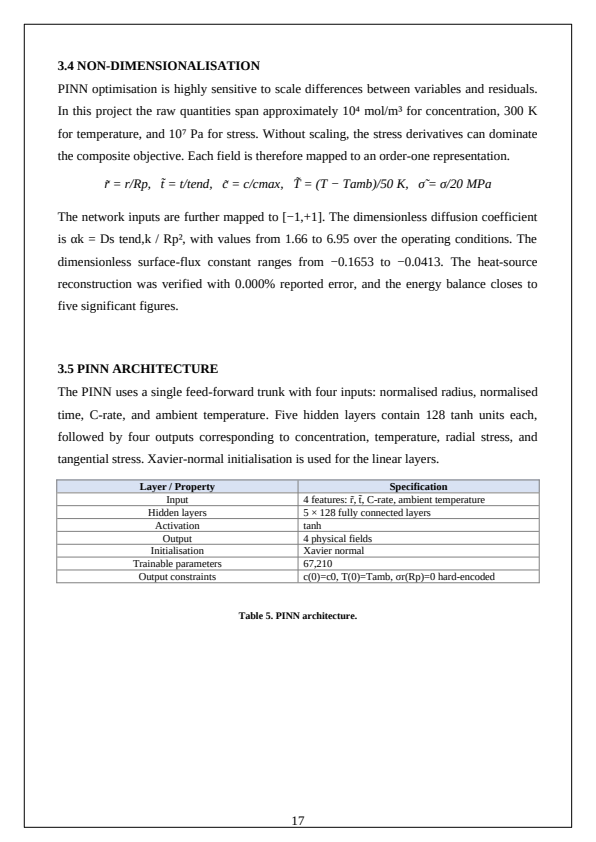 3.4 NON-DIMENSIONALISATION
PINN optimisation is highly sensitive to scale differences between variables and residuals.
In this project the raw quantities span approximately 10⁴ mol/m³ for concentration, 300 K
for temperature, and 10⁷ Pa for stress. Without scaling, the stress derivatives can dominate
the composite objective. Each field is therefore mapped to an order-one representation.
r̃ = r/Rp, t̃ = t/tend, c̃ = c/cmax, T̃ = (T − Tamb)/50 K, σ̃ = σ/20 MPa
The network inputs are further mapped to [−1,+1]. The dimensionless diffusion coefficient
is αk = Ds tend,k / Rp², with values from 1.66 to 6.95 over the operating conditions. The
dimensionless surface-flux constant ranges from −0.1653 to −0.0413. The heat-source
reconstruction was verified with 0.000% reported error, and the energy balance closes to
five significant figures.
3.5 PINN ARCHITECTURE
The PINN uses a single feed-forward trunk with four inputs: normalised radius, normalised
time, C-rate, and ambient temperature. Five hidden layers contain 128 tanh units each,
followed by four outputs corresponding to concentration, temperature, radial stress, and
tangential stress. Xavier-normal initialisation is used for the linear layers.
Layer / Property Specification
Input 4 features: r̃, t̃, C-rate, ambient temperature
Hidden layers 5 × 128 fully connected layers
Activation tanh
Output 4 physical fields
Initialisation Xavier normal
Trainable parameters 67,210
Output constraints c(0)=c0, T(0)=Tamb, σr(Rp)=0 hard-encoded
Table 5. PINN architecture.
17